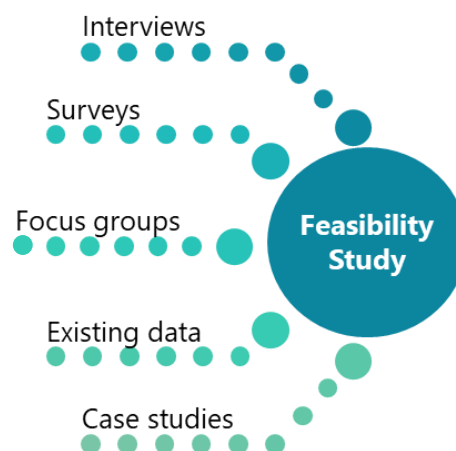 Interviews
Surveys
Focus groups
Feasibility
Study
Existing data
Case studies